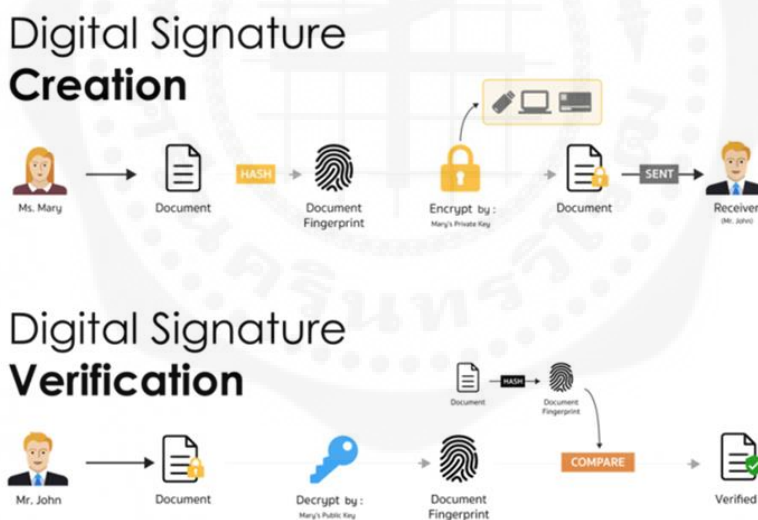 Digital Signature
Creation
Ms. Mary
Document
HASH
Document
Fingerprint
Encrypt by :
Mary's Private Key
Document
SENT
Receiver
(Mr. John)
Digital Signature
Verification
Document
HASH
Document
Fingerprint
Mr. John
Document
Decrypt by :
Mary's Public Key
Document
Fingerprint
COMPARE
Verified